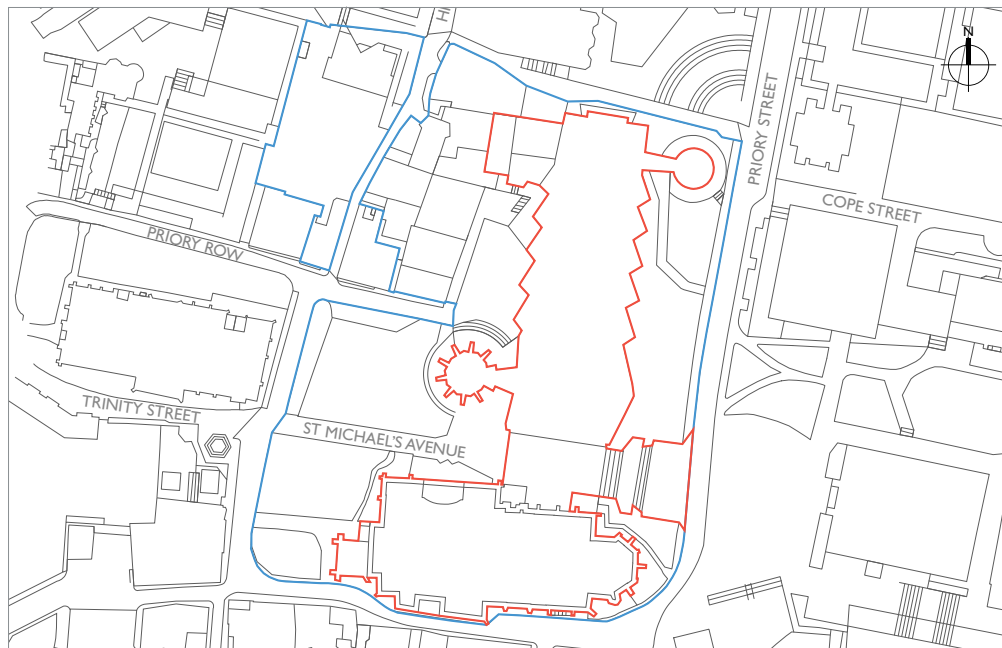 N
PRIORY STREET
COPE STREET
PRIORY ROW
TRINITY STREET
ST MICHAEL'S AVENUE